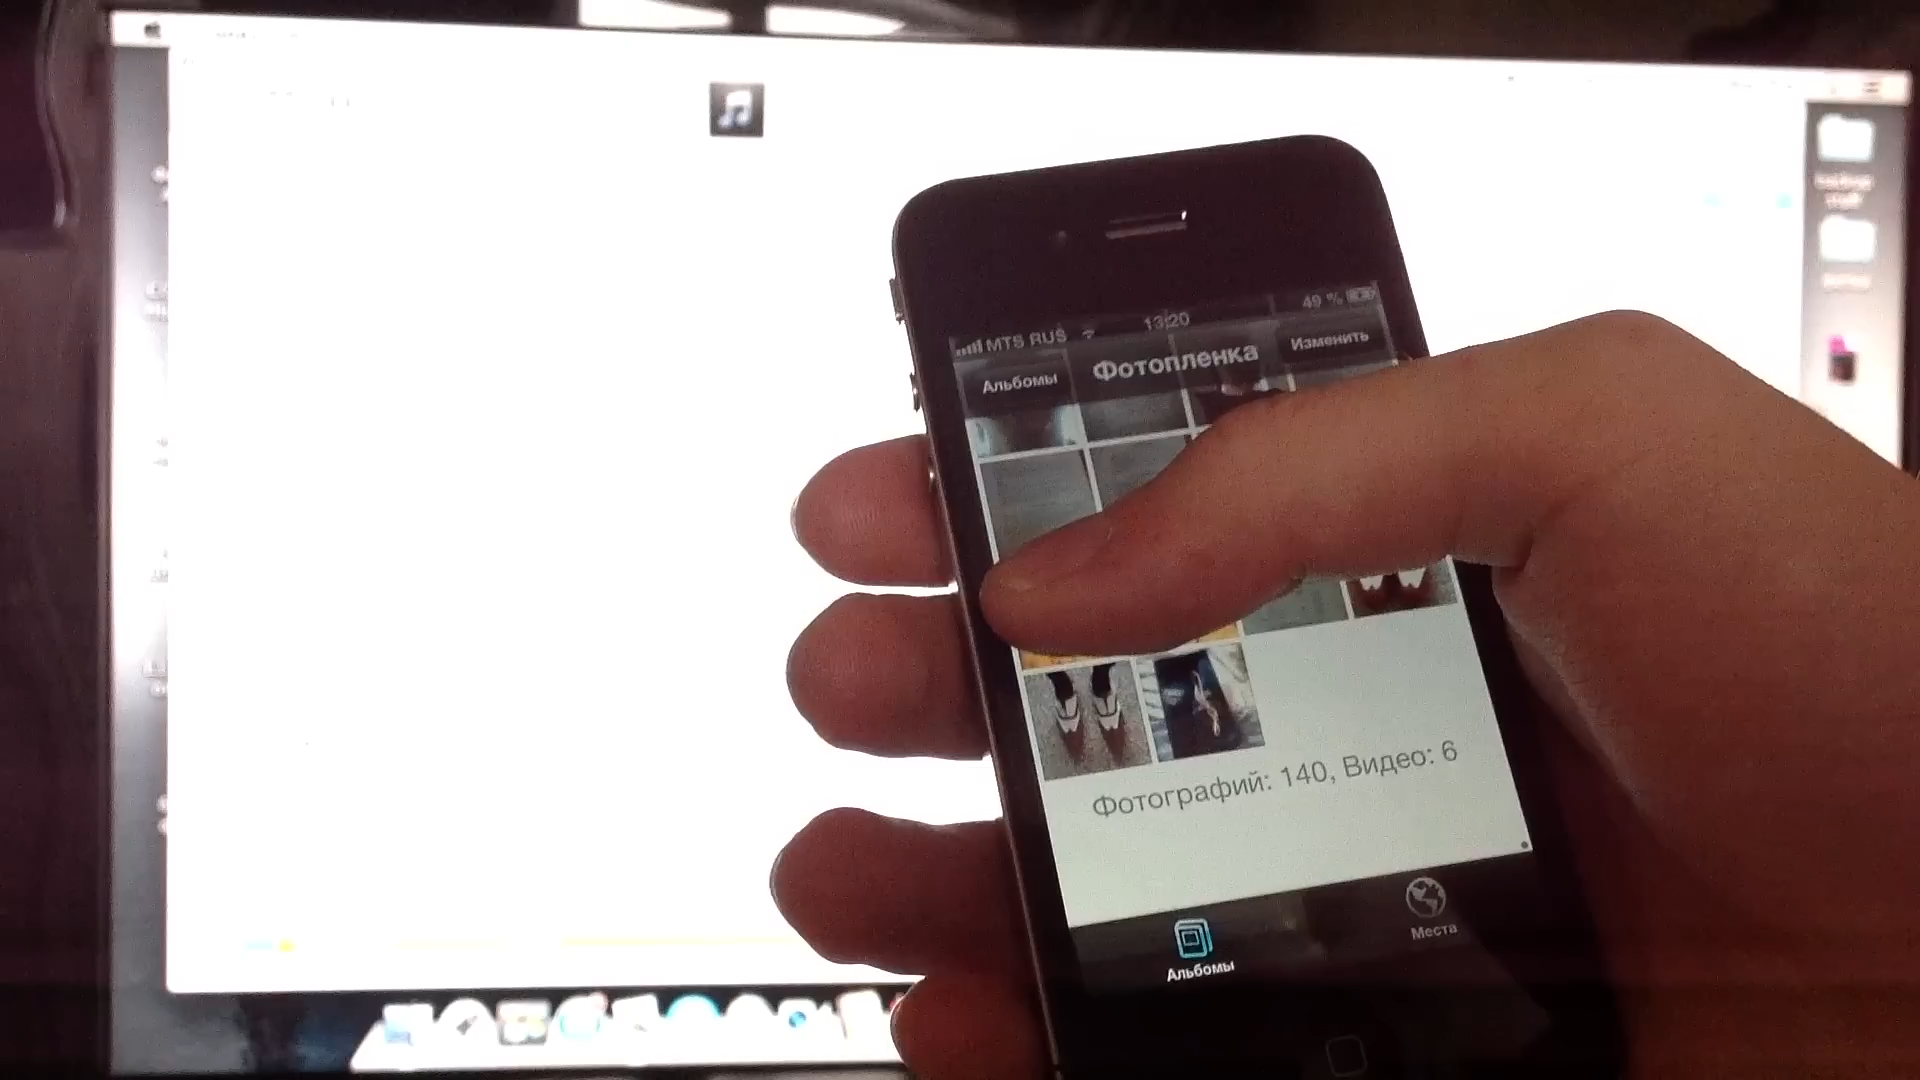 MTS RUS 13:20 49 %
Альбомы Фотопленка Изменить
Фотографий: 140, Видео: 6
Альбомы Места